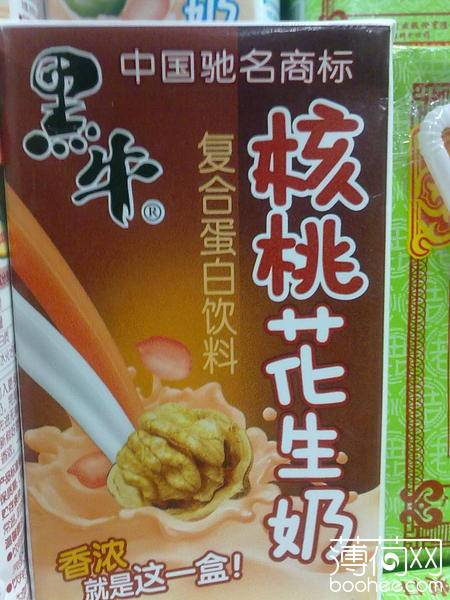 中国驰名商标
黑牛®
复合蛋白饮料
核桃花生奶
香浓
就是这一盒！
薄荷网
boohee.com
奶